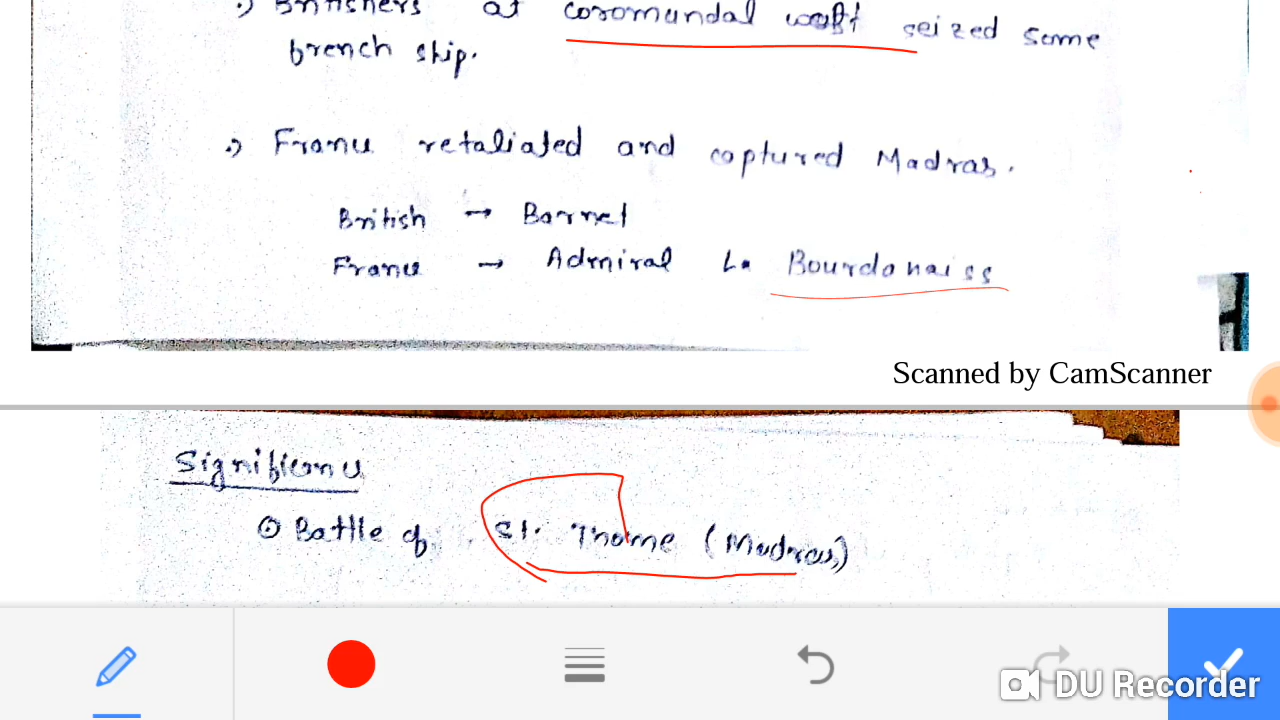 ·) Britishers at coromandal coast seized some
french ship.
·) France retaliated and captured Madras.
British → Barnet
France → Admiral La Bourdonaiss
Scanned by CamScanner
Significance
⊙ Battle of St. Thome (Madras)
DU Recorder